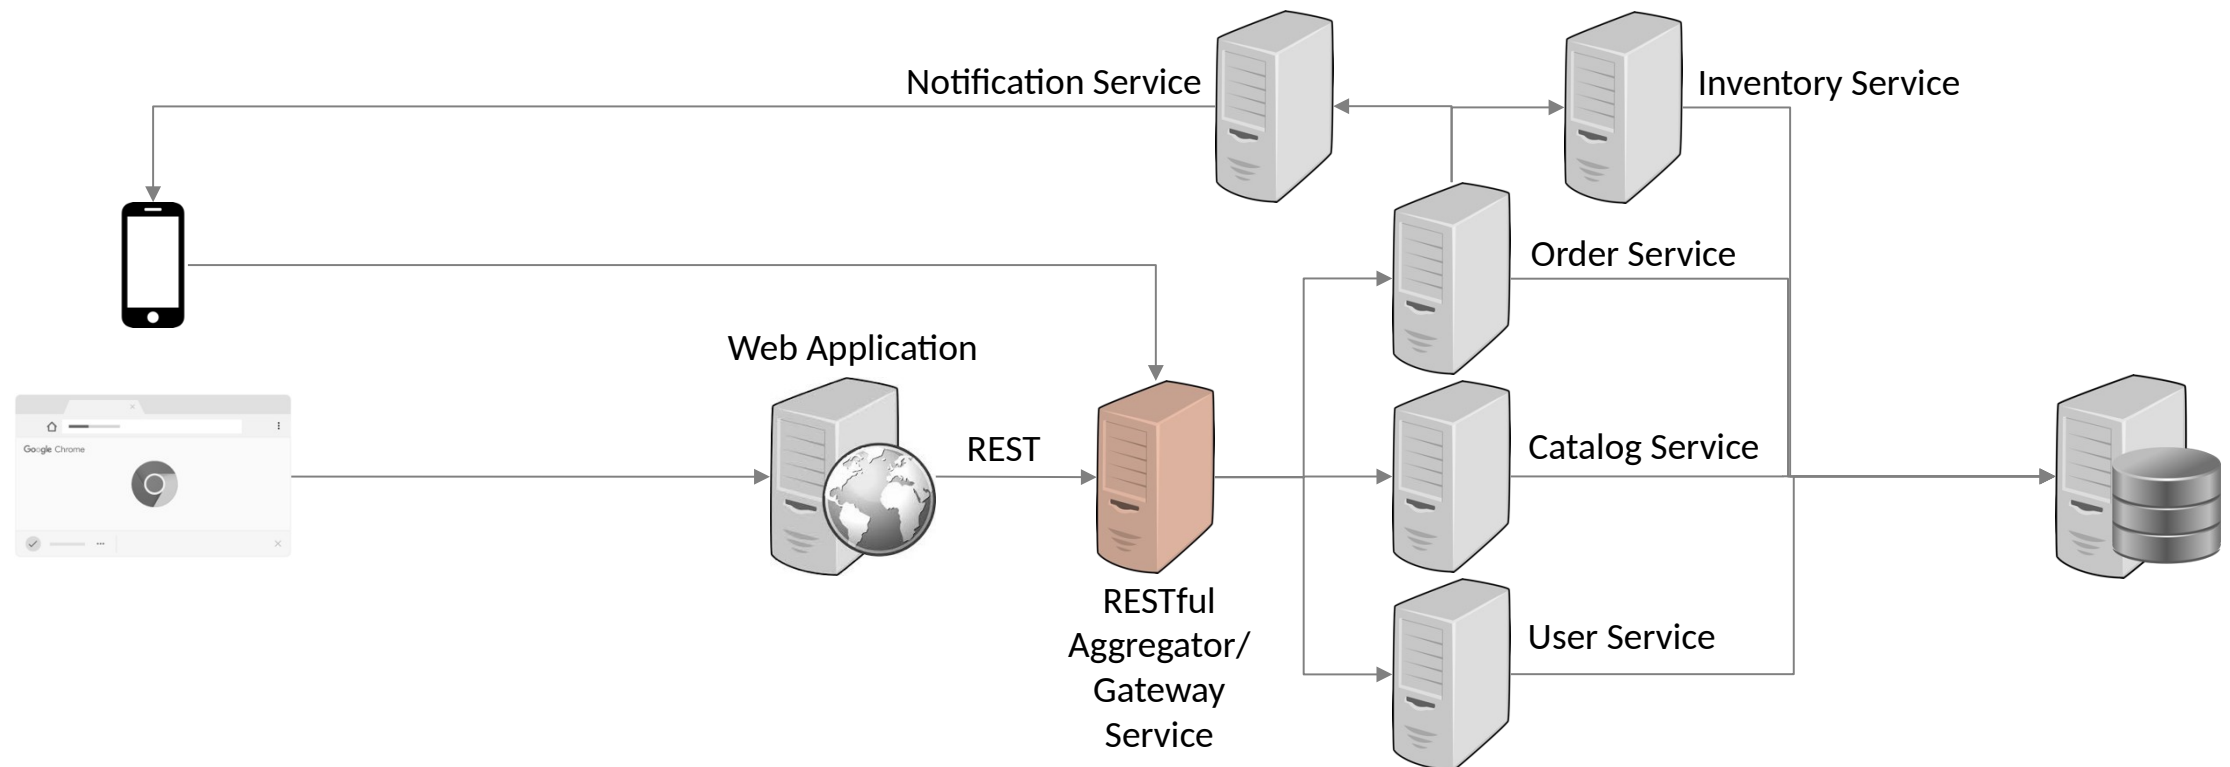 Notification Service
Inventory Service
Order Service
Web Application
Google Chrome
REST
Catalog Service
RESTful
Aggregator/
Gateway
Service
User Service